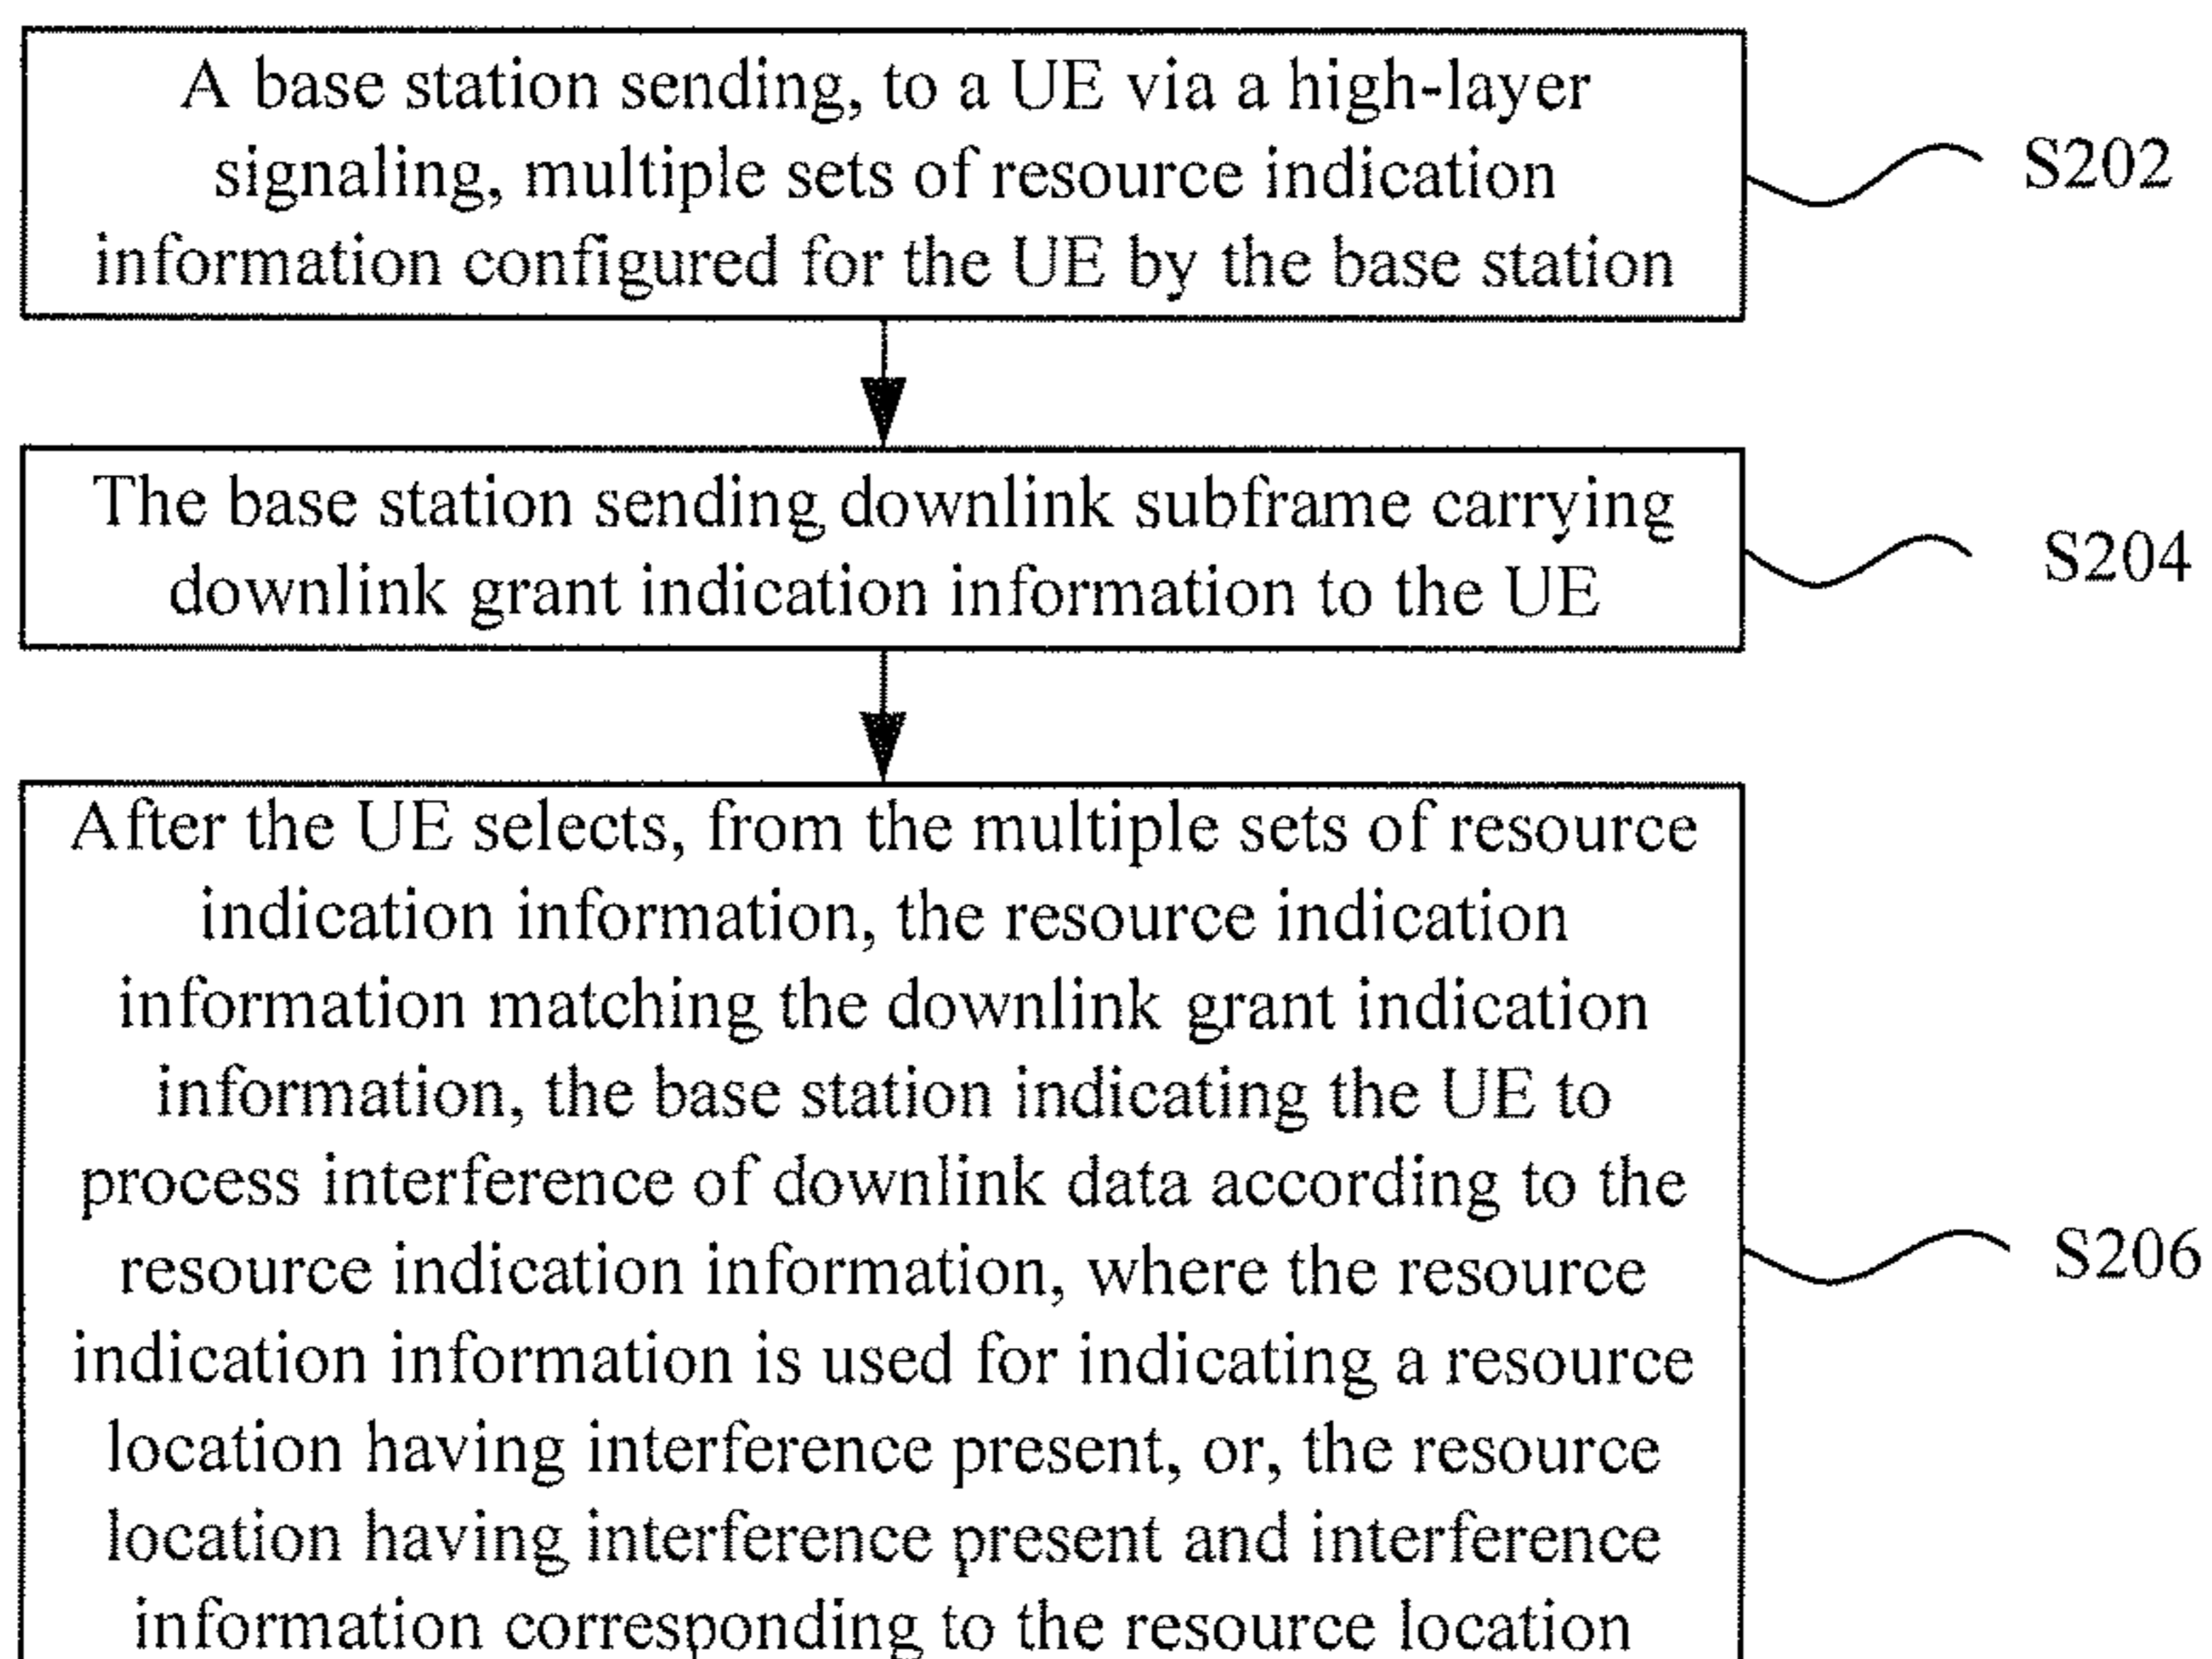 A base station sending, to a UE via a high-layer
signaling, multiple sets of resource indication
information configured for the UE by the base station
S202
The base station sending downlink subframe carrying
downlink grant indication information to the UE
S204
After the UE selects, from the multiple sets of resource
indication information, the resource indication
information matching the downlink grant indication
information, the base station indicating the UE to
process interference of downlink data according to the
resource indication information, where the resource
indication information is used for indicating a resource
location having interference present, or, the resource
location having interference present and interference
information corresponding to the resource location
S206